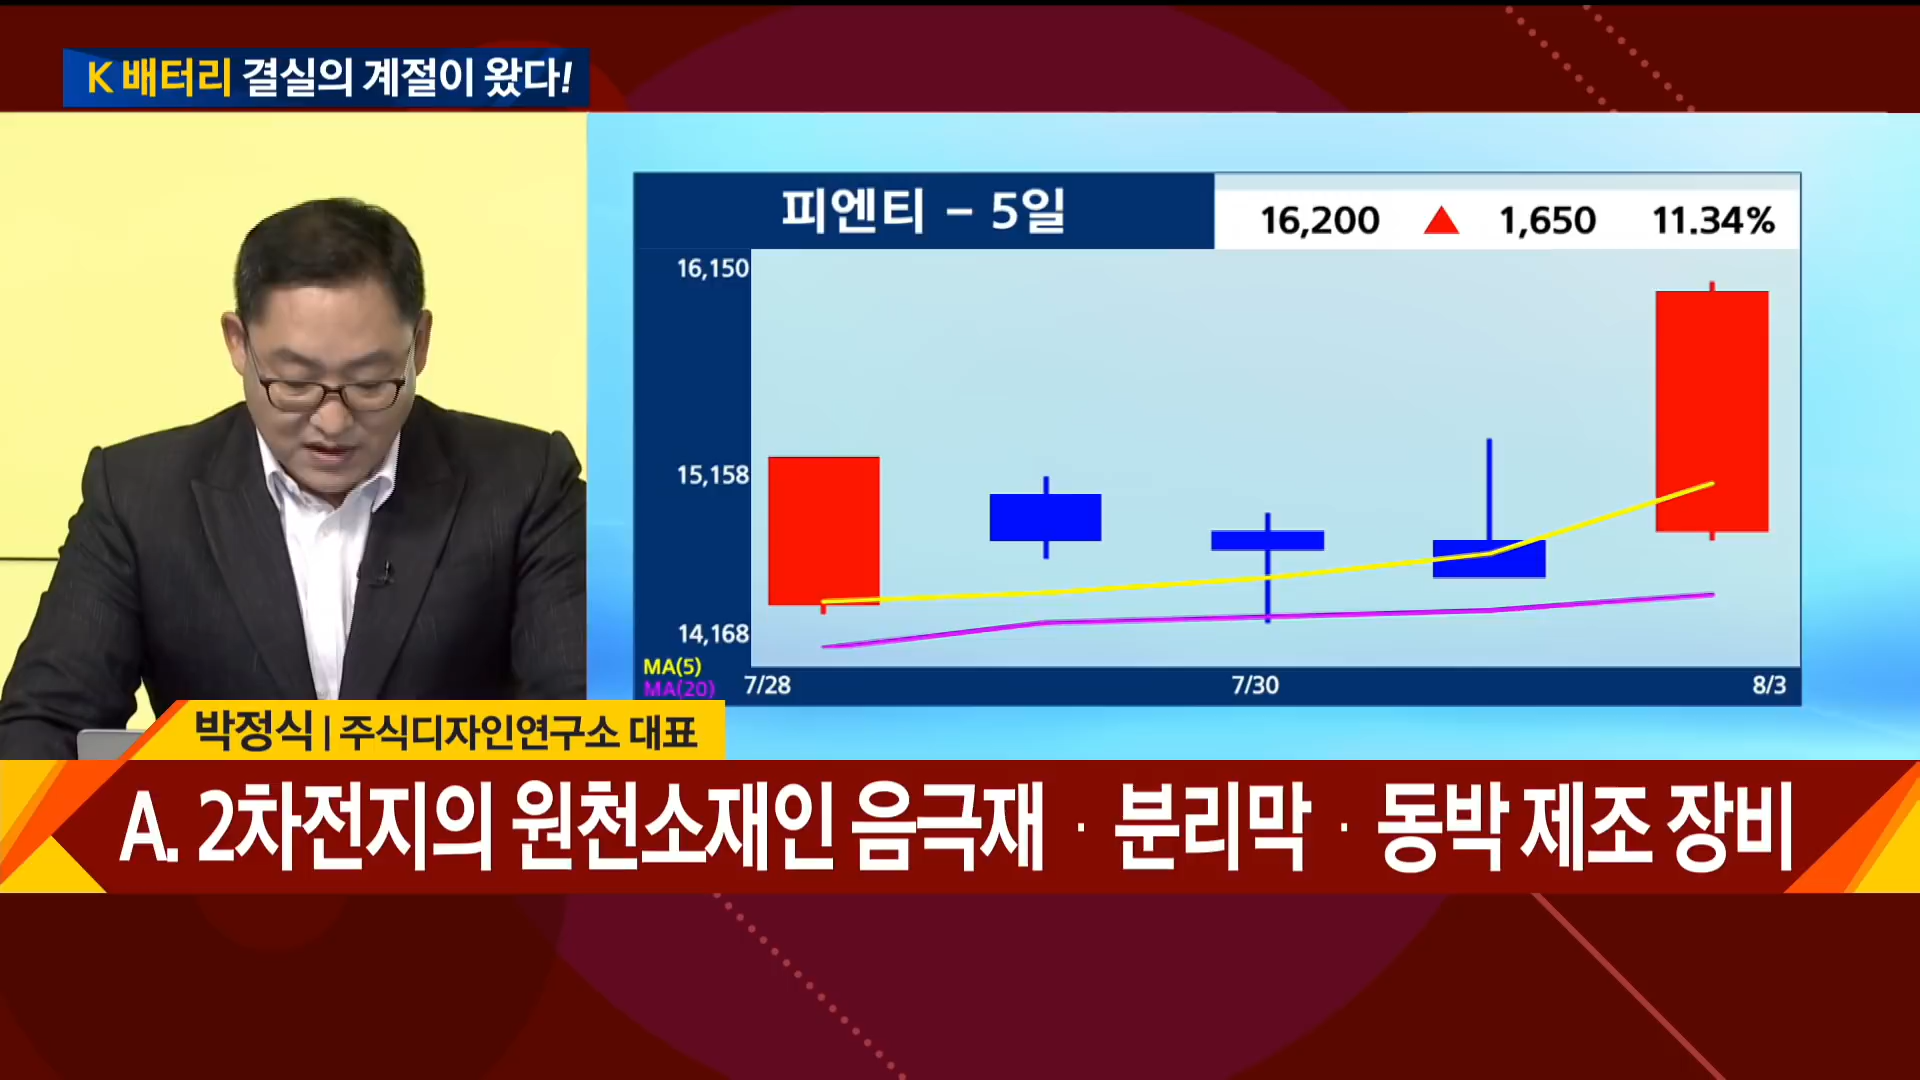 K 배터리 결실의 계절이 왔다!
피엔티 - 5일
16,200 ▲ 1,650 11.34%
16,150
15,158
14,168
MA(5)
MA(20)
7/28 7/30 8/3
박정식 | 주식디자인연구소 대표
A. 2차전지의 원천소재인 음극재 · 분리막 · 동박 제조 장비